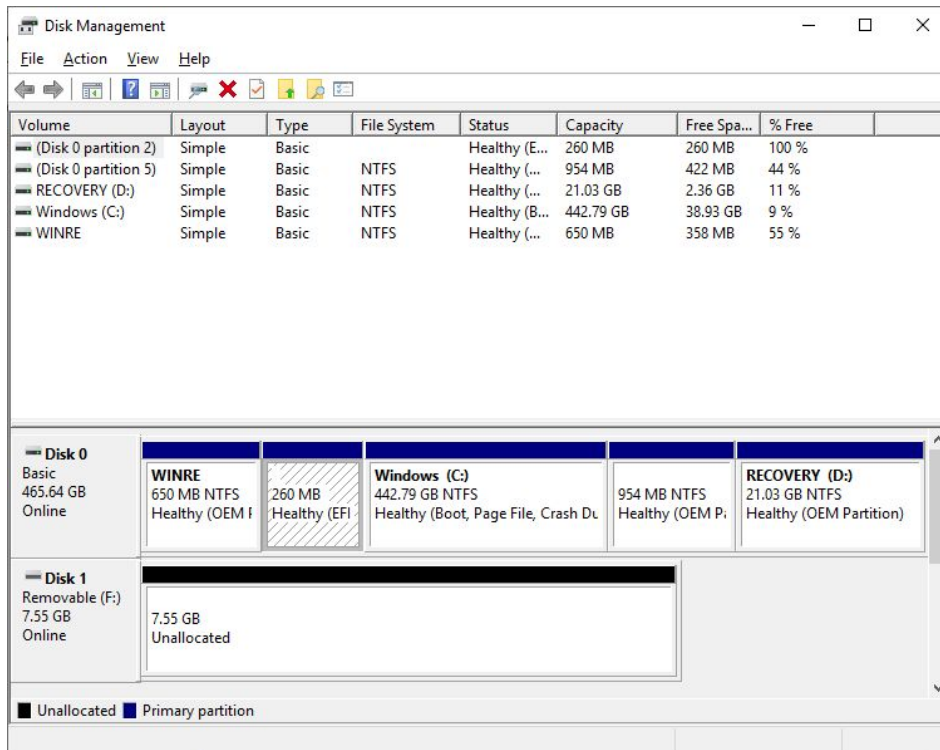 Disk Management
File Action View Help
Volume Layout Type File System Status Capacity Free Spa... % Free
(Disk 0 partition 2) Simple Basic Healthy (E... 260 MB 260 MB 100 %
(Disk 0 partition 5) Simple Basic NTFS Healthy (... 954 MB 422 MB 44 %
RECOVERY (D:) Simple Basic NTFS Healthy (... 21.03 GB 2.36 GB 11 %
Windows (C:) Simple Basic NTFS Healthy (B... 442.79 GB 38.93 GB 9 %
WINRE Simple Basic NTFS Healthy (... 650 MB 358 MB 55 %
Disk 0
Basic
465.64 GB
Online
WINRE
650 MB NTFS
Healthy (OEM P
260 MB
Healthy (EFI
Windows (C:)
442.79 GB NTFS
Healthy (Boot, Page File, Crash Du
954 MB NTFS
Healthy (OEM Pa
RECOVERY (D:)
21.03 GB NTFS
Healthy (OEM Partition)
Disk 1
Removable (F:)
7.55 GB
Online
7.55 GB
Unallocated
Unallocated Primary partition